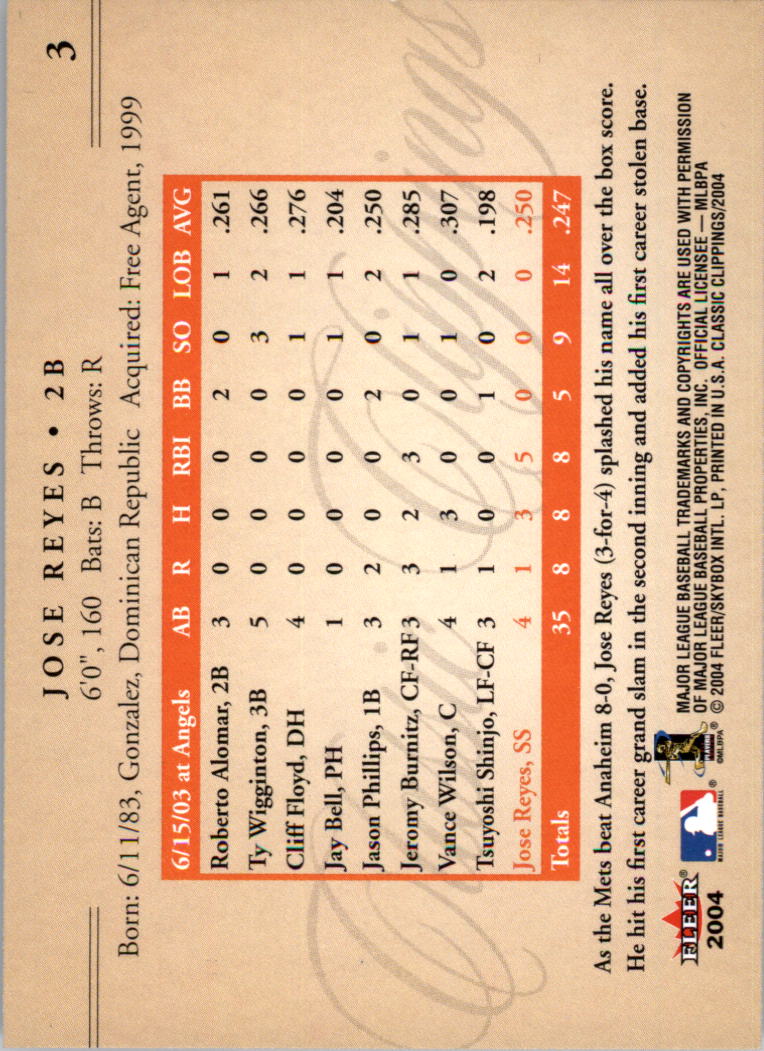 3
JOSE REYES • 2B
6'0", 160 Bats: B Throws: R
Born: 6/11/83, Gonzalez, Dominican Republic Acquired: Free Agent, 1999
6/15/03 at Angels AB R H RBI BB SO LOB AVG
Roberto Alomar, 2B 3 0 0 0 2 0 1 .261
Ty Wigginton, 3B 5 0 0 0 0 3 2 .266
Cliff Floyd, DH 4 0 0 0 0 1 1 .276
Jay Bell, PH 1 0 0 0 0 1 1 .204
Jason Phillips, 1B 3 2 0 0 2 0 2 .250
Jeromy Burnitz, CF-RF 3 3 2 3 0 1 1 .285
Vance Wilson, C 4 1 3 0 0 1 0 .307
Tsuyoshi Shinjo, LF-CF 3 1 0 0 1 0 2 .198
Jose Reyes, SS 4 1 3 5 0 0 0 .250
Totals 35 8 8 8 5 9 14 .247
Classic Clippings
As the Mets beat Anaheim 8-0, Jose Reyes (3-for-4) splashed his name all over the box score.
He hit his first career grand slam in the second inning and added his first career stolen base.
FLEER®
2004
MAJOR LEAGUE BASEBALL ®
PLAYERS
©MLBPA®
MAJOR LEAGUE BASEBALL TRADEMARKS AND COPYRIGHTS ARE USED WITH PERMISSION
OF MAJOR LEAGUE BASEBALL PROPERTIES, INC. OFFICIAL LICENSEE — MLBPA
© 2004 FLEER/SKYBOX INTL. LP, PRINTED IN U.S.A. CLASSIC CLIPPINGS/2004